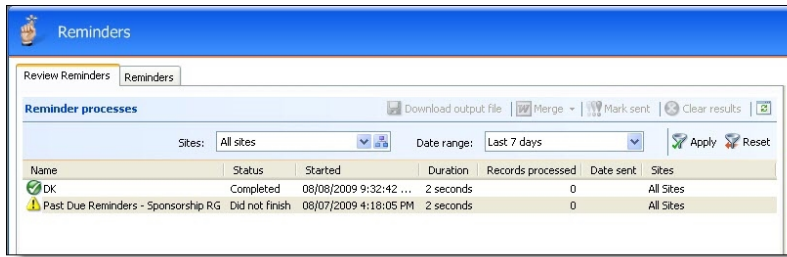 Reminders
Review Reminders Reminders
Reminder processes Download output file Merge Mark sent Clear results
Sites: All sites Date range: Last 7 days Apply Reset
Name Status Started Duration Records processed Date sent Sites
DK Completed 08/08/2009 9:32:42 ... 2 seconds 0 All Sites
Past Due Reminders - Sponsorship RG Did not finish 08/07/2009 4:18:05 PM 2 seconds 0 All Sites